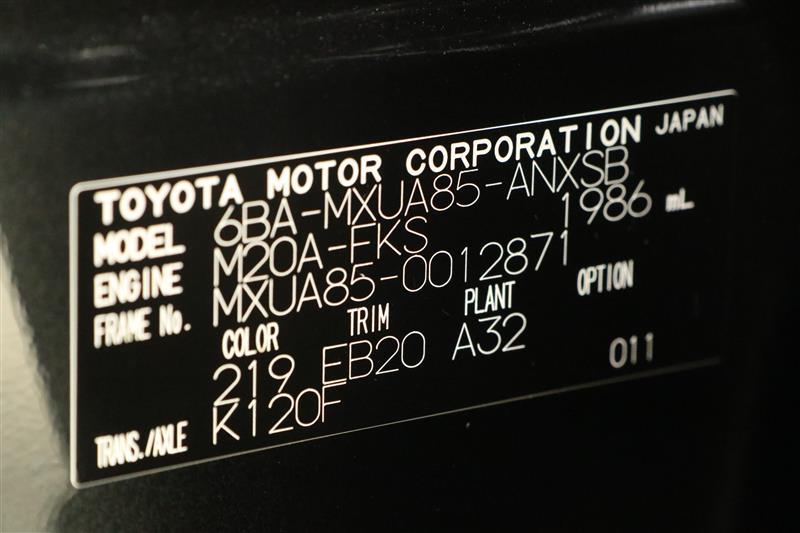 TOYOTA MOTOR CORPORATION JAPAN
MODEL 6BA-MXUA85-ANXSB
ENGINE M20A-FKS 1986 mL
FRAME No. MXUA85-0012871
COLOR TRIM PLANT OPTION
219 EB20 A32 011
TRANS./AXLE K120F